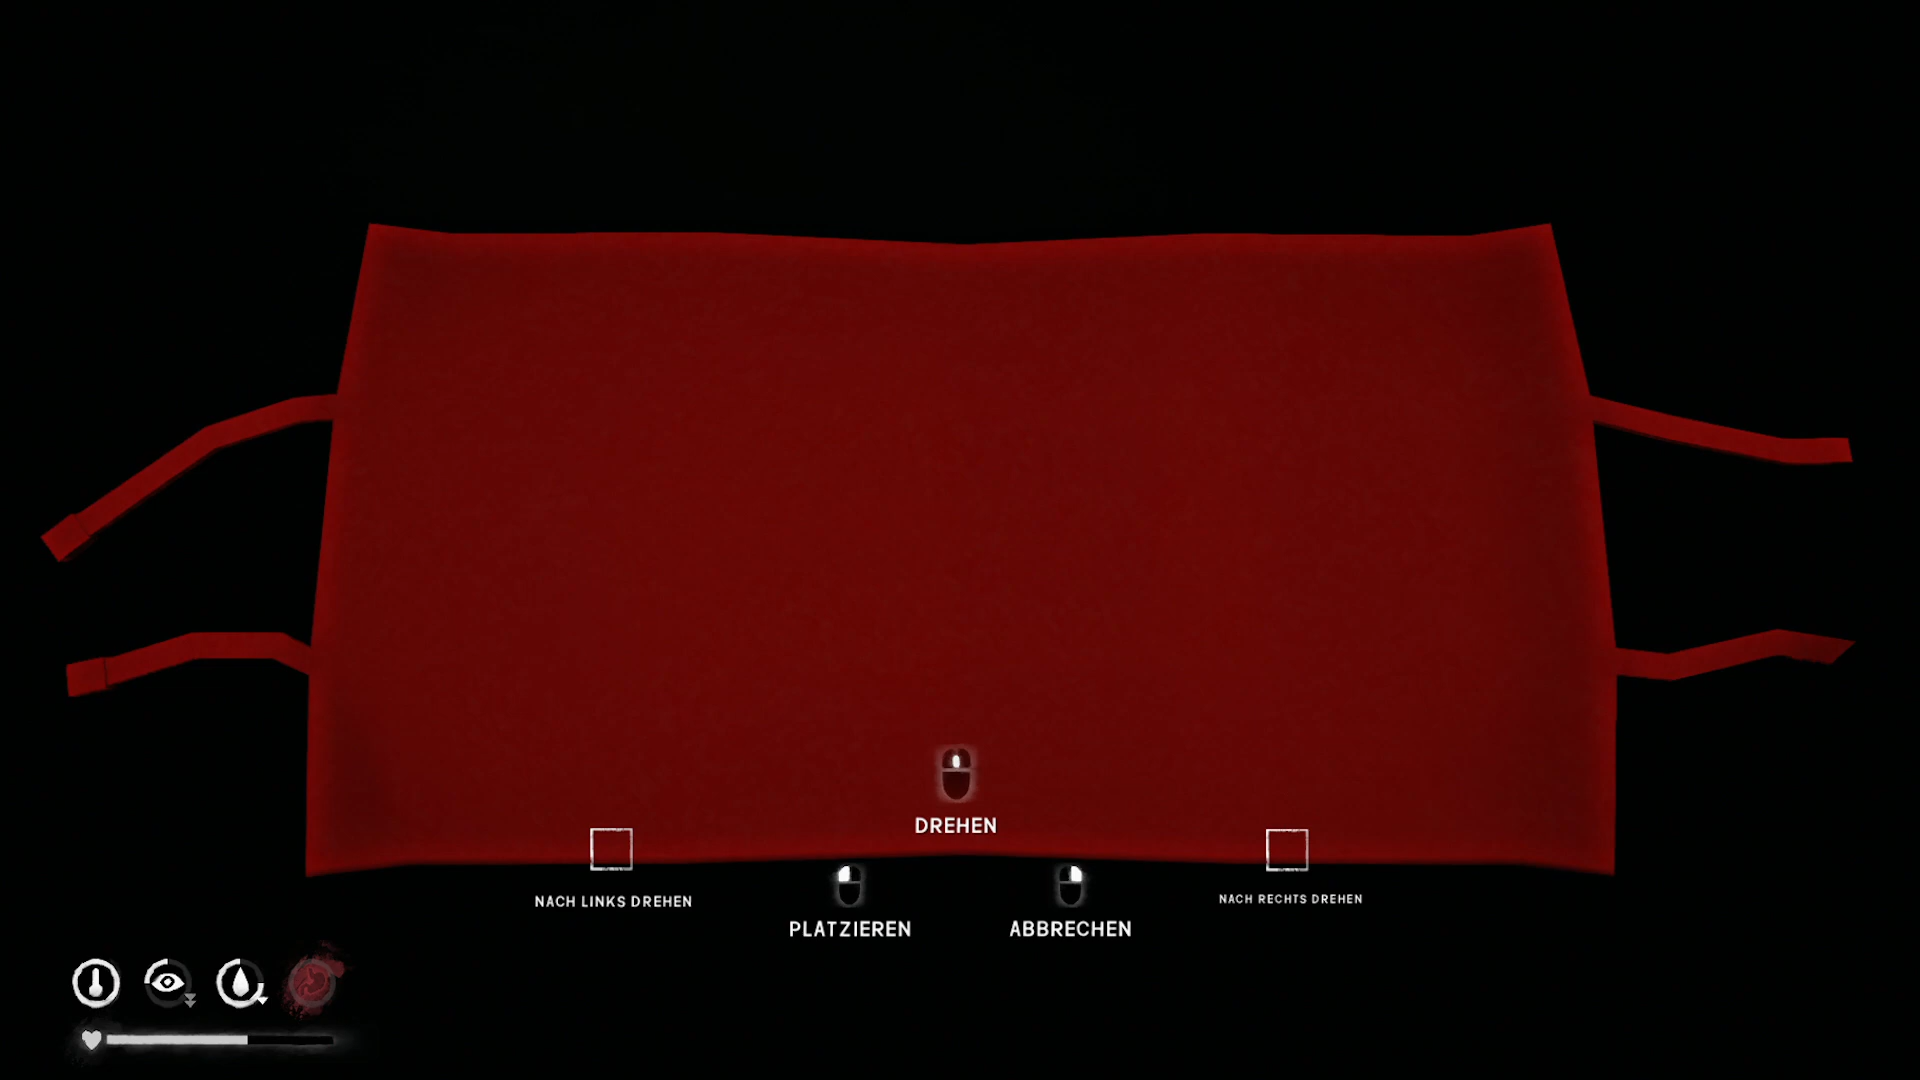 DREHEN
NACH LINKS DREHEN
NACH RECHTS DREHEN
PLATZIEREN
ABBRECHEN